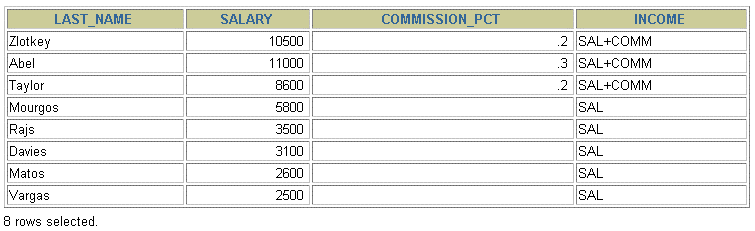 LAST_NAME SALARY COMMISSION_PCT INCOME
Zlotkey 10500 .2 SAL+COMM
Abel 11000 .3 SAL+COMM
Taylor 8600 .2 SAL+COMM
Mourgos 5800 SAL
Rajs 3500 SAL
Davies 3100 SAL
Matos 2600 SAL
Vargas 2500 SAL
8 rows selected.